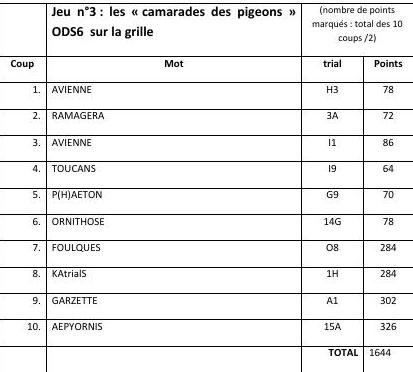 Jeu n°3 : les « camarades des pigeons »
ODS6 sur la grille
(nombre de points
marqués : total des 10
coups /2)
Coup Mot trial Points
1. AVIENNE H3 78
2. RAMAGERA 3A 72
3. AVIENNE I1 86
4. TOUCANS I9 64
5. P(H)AETON G9 70
6. ORNITHOSE 14G 78
7. FOULQUES O8 284
8. KAtrialS 1H 284
9. GARZETTE A1 302
10. AEPYORNIS 15A 326
TOTAL 1644